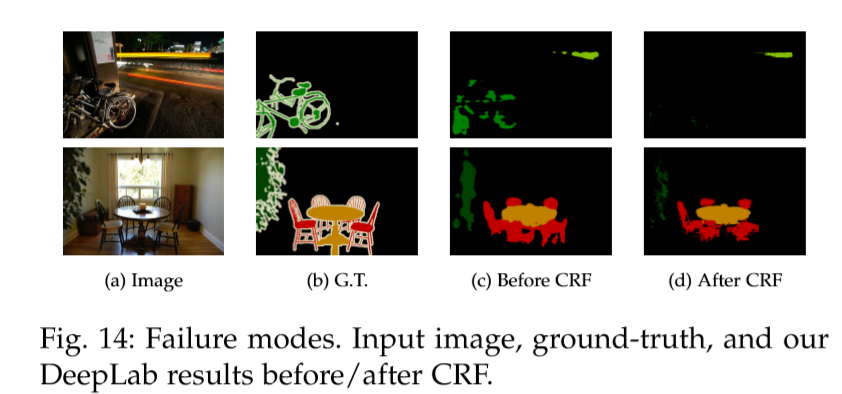 (a) Image
(b) G.T.
(c) Before CRF
(d) After CRF
Fig. 14: Failure modes. Input image, ground-truth, and our
DeepLab results before/after CRF.